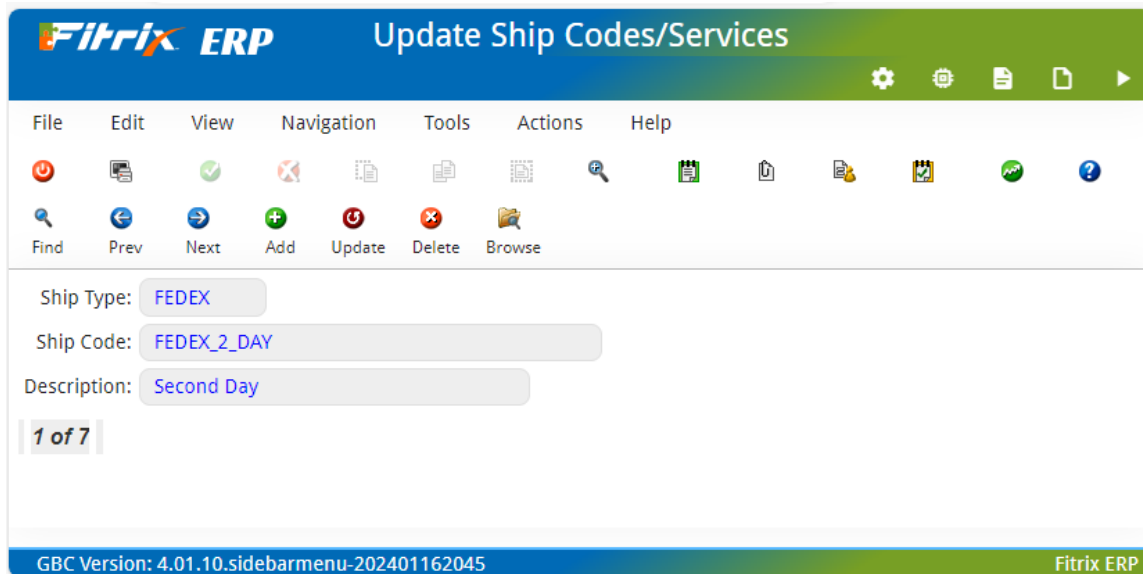 Fitrix ERP Update Ship Codes/Services
File Edit View Navigation Tools Actions Help
Find Prev Next Add Update Delete Browse
Ship Type: FEDEX
Ship Code: FEDEX_2_DAY
Description: Second Day
1 of 7
GBC Version: 4.01.10.sidebarmenu-202401162045 Fitrix ERP